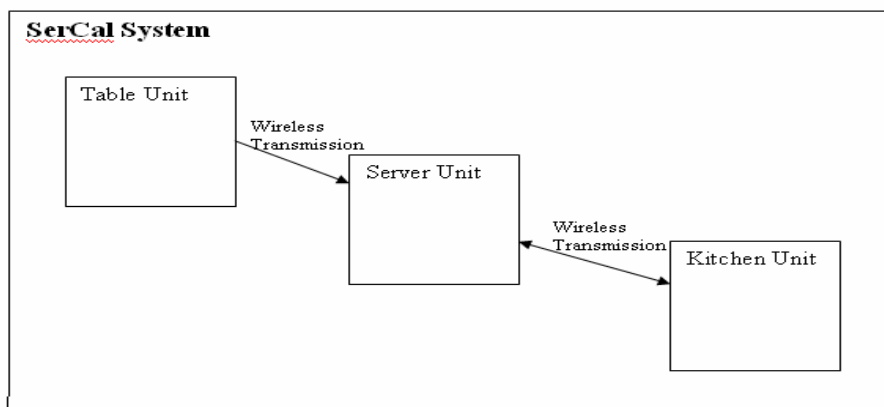 SerCal System
Table Unit
Wireless
Transmission
Server Unit
Wireless
Transmission
Kitchen Unit